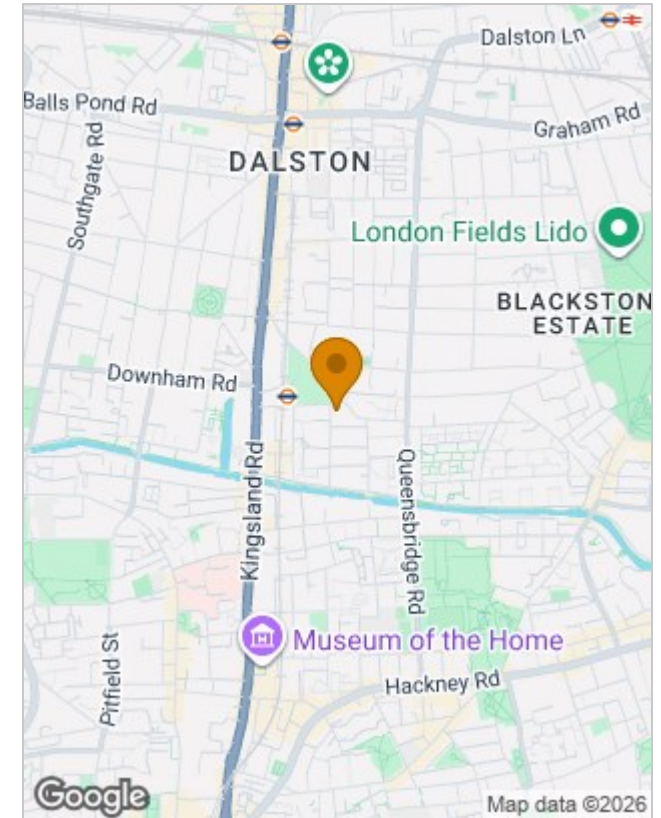 Dalston Ln
Balls Pond Rd
Graham Rd
Southgate Rd
DALSTON
London Fields Lido
BLACKSTON
ESTATE
Downham Rd
Kingsland Rd
Queensbridge Rd
Museum of the Home
Pitfield St
Hackney Rd
Google
Map data ©2026